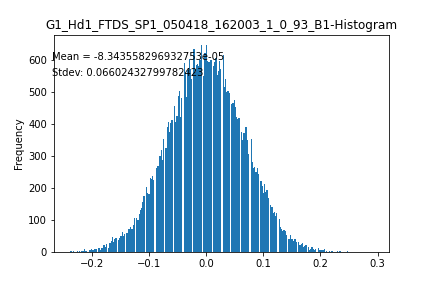 G1_Hd1_FTDS_SP1_050418_162003_1_0_93_B1-Histogram
Mean = -8.343558296932753e-05
Stdev: 0.06602432799782423
Frequency
600
500
400
300
200
100
0
−0.2 −0.1 0.0 0.1 0.2 0.3